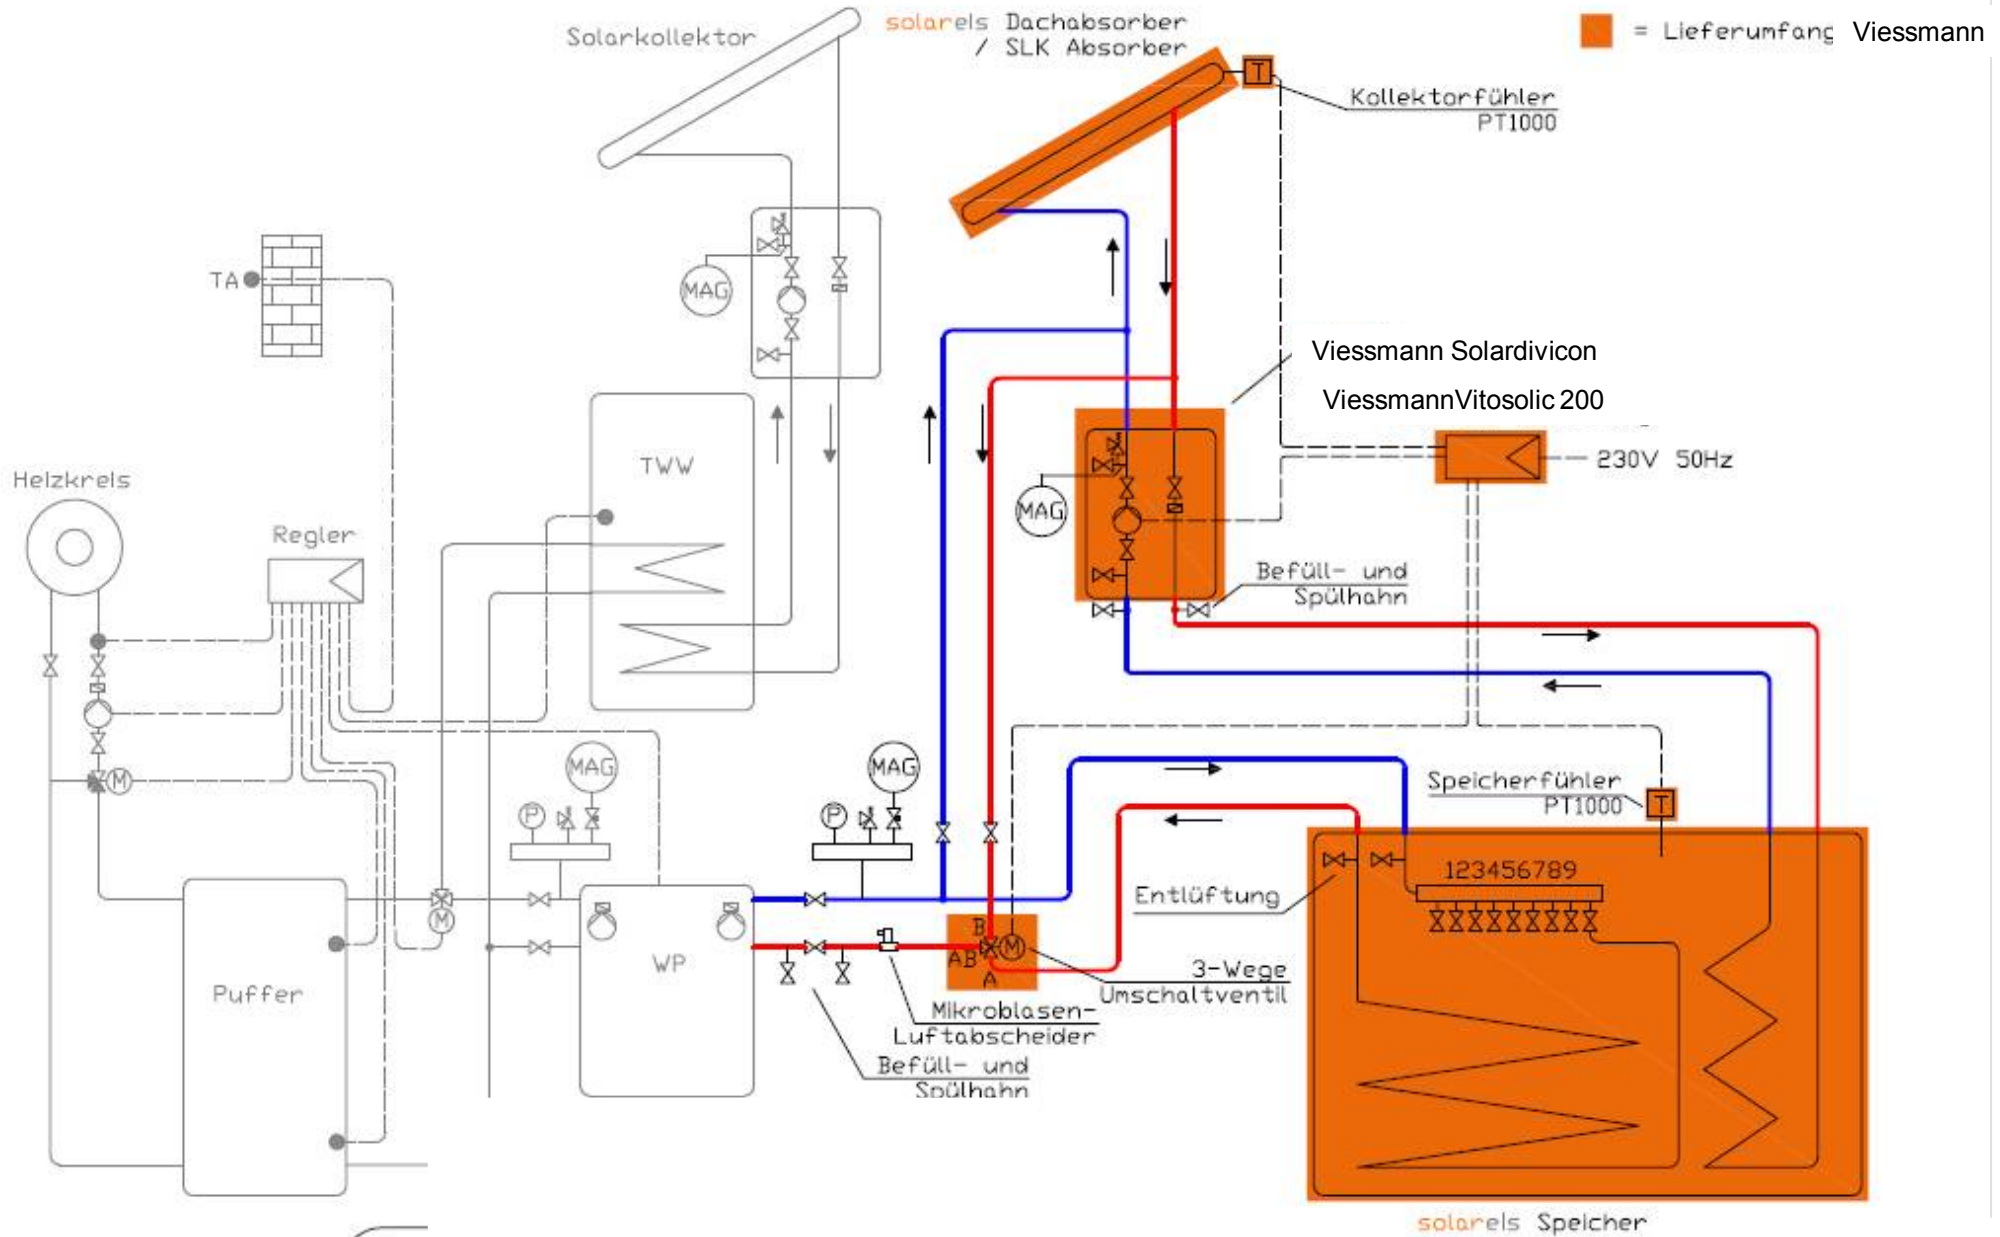 Solarkollektor
solarels Dachabsorber
/ SLK Absorber
= Lieferumfang Viessmann
T
Kollektorfühler
PT1000
TA
MAG
Viessmann Solardivicon
ViessmannVitosolic 200
230V 50Hz
TWW
MAG
Heizkreis
Regler
Befüll- und
Spülhahn
M
MAG
MAG
P
P
Speicherfühler
PT1000
T
123456789
Entlüftung
M
B
M
AB
A
WP
Puffer
3-Wege
Umschaltventil
Mikroblasen-
Luftabscheider
Befüll- und
Spülhahn
solarels Speicher